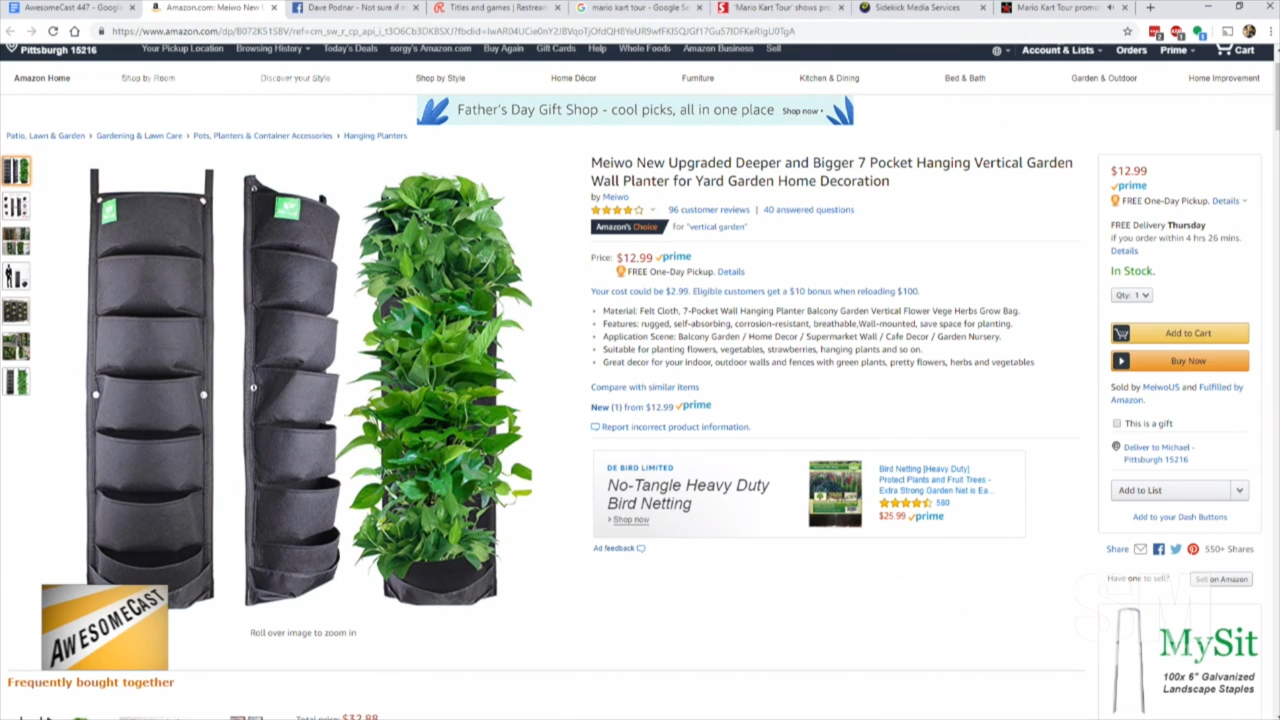 AwesomeCast 447 - Google
Amazon.com: Meiwo New U
Dave Podnar - Not sure if
Titles and games | Restream
mario kart tour - Google Se
'Mario Kart Tour' shows pro
Sidekick Media Services
Mario Kart Tour promo
Pittsburgh 15216
Your Pickup Location
Browsing History
Today's Deals
sorgy's Amazon.com
Buy Again
Gift Cards
Help
Whole Foods
Amazon Business
Sell
Account & Lists
Orders
Prime
Cart
Amazon Home
Shop by Room
Discover your Style
Shop by Style
Home Décor
Furniture
Kitchen & Dining
Bed & Bath
Garden & Outdoor
Home Improvement
Father's Day Gift Shop - cool picks, all in one place Shop now
Patio, Lawn & Garden › Gardening & Lawn Care › Pots, Planters & Container Accessories › Hanging Planters
Meiwo New Upgraded Deeper and Bigger 7 Pocket Hanging Vertical Garden
Wall Planter for Yard Garden Home Decoration
by Meiwo
96 customer reviews | 40 answered questions
Amazon's Choice for "vertical garden"
Price: $12.99 prime
FREE One-Day Pickup. Details
Your cost could be $2.99. Eligible customers get a $10 bonus when reloading $100.
Material: Felt Cloth, 7-Pocket Wall Hanging Planter Balcony Garden Vertical Flower Vege Herbs Grow Bag.
Features: rugged, self-absorbing, corrosion-resistant, breathable,Wall-mounted, save space for planting.
Application Scene: Balcony Garden / Home Decor / Supermarket Wall / Cafe Decor / Garden Nursery.
Suitable for planting flowers, vegetables, strawberries, hanging plants and so on.
Great decor for your indoor, outdoor walls and fences with green plants, pretty flowers, herbs and vegetables
Compare with similar items
New (1) from $12.99 prime
Report incorrect product information.
DE BIRD LIMITED
No-Tangle Heavy Duty
Bird Netting
› Shop now
Bird Netting [Heavy Duty]
Protect Plants and Fruit Trees -
Extra Strong Garden Net is Ea...
580
$25.99 prime
Ad feedback
$12.99
prime
FREE One-Day Pickup. Details
FREE Delivery Thursday
if you order within 4 hrs 26 mins.
Details
In Stock.
Qty: 1
Add to Cart
Buy Now
Sold by MeiwoUS and Fulfilled by
Amazon.
This is a gift
Deliver to Michael -
Pittsburgh 15216
Add to List
Add to your Dash Buttons
Share 550+ Shares
Have one to sell?
Sell on Amazon
MySit
100x 6" Galvanized
Landscape Staples
AWESOMECAST
Roll over image to zoom in
Frequently bought together
Total price: $32.88